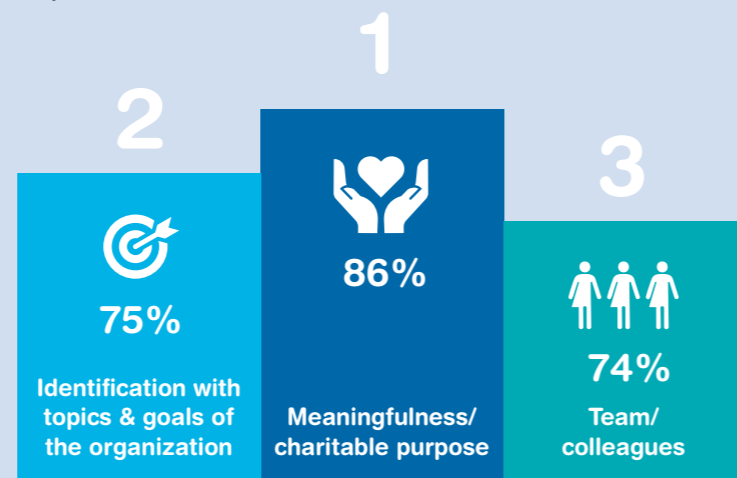 1
2
3
86%
75%
74%
Identification with
topics & goals of
the organization
Meaningfulness/
charitable purpose
Team/
colleagues